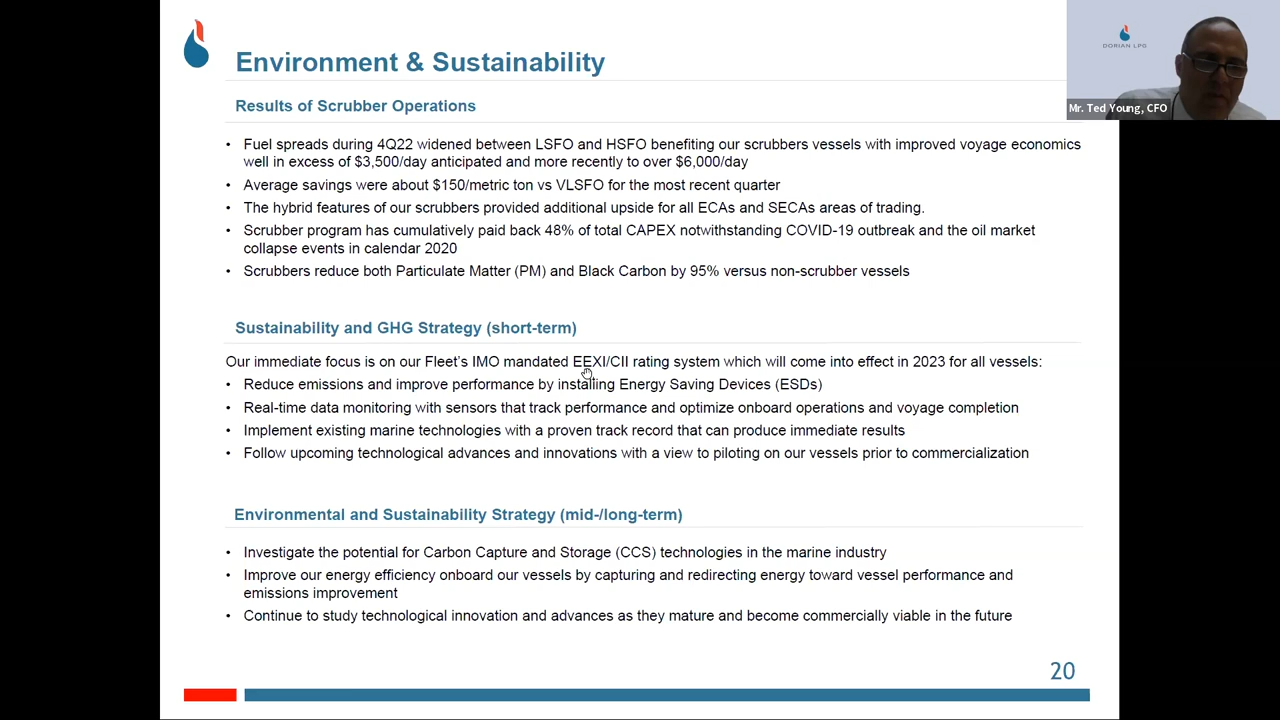 Environment & Sustainability
DORIAN LPG
Mr. Ted Young, CFO
Results of Scrubber Operations
• Fuel spreads during 4Q22 widened between LSFO and HSFO benefiting our scrubbers vessels with improved voyage economics
well in excess of $3,500/day anticipated and more recently to over $6,000/day
• Average savings were about $150/metric ton vs VLSFO for the most recent quarter
• The hybrid features of our scrubbers provided additional upside for all ECAs and SECAs areas of trading.
• Scrubber program has cumulatively paid back 48% of total CAPEX notwithstanding COVID-19 outbreak and the oil market
collapse events in calendar 2020
• Scrubbers reduce both Particulate Matter (PM) and Black Carbon by 95% versus non-scrubber vessels
Sustainability and GHG Strategy (short-term)
Our immediate focus is on our Fleet's IMO mandated EEXI/CII rating system which will come into effect in 2023 for all vessels:
• Reduce emissions and improve performance by installing Energy Saving Devices (ESDs)
• Real-time data monitoring with sensors that track performance and optimize onboard operations and voyage completion
• Implement existing marine technologies with a proven track record that can produce immediate results
• Follow upcoming technological advances and innovations with a view to piloting on our vessels prior to commercialization
Environmental and Sustainability Strategy (mid-/long-term)
• Investigate the potential for Carbon Capture and Storage (CCS) technologies in the marine industry
• Improve our energy efficiency onboard our vessels by capturing and redirecting energy toward vessel performance and
emissions improvement
• Continue to study technological innovation and advances as they mature and become commercially viable in the future
20